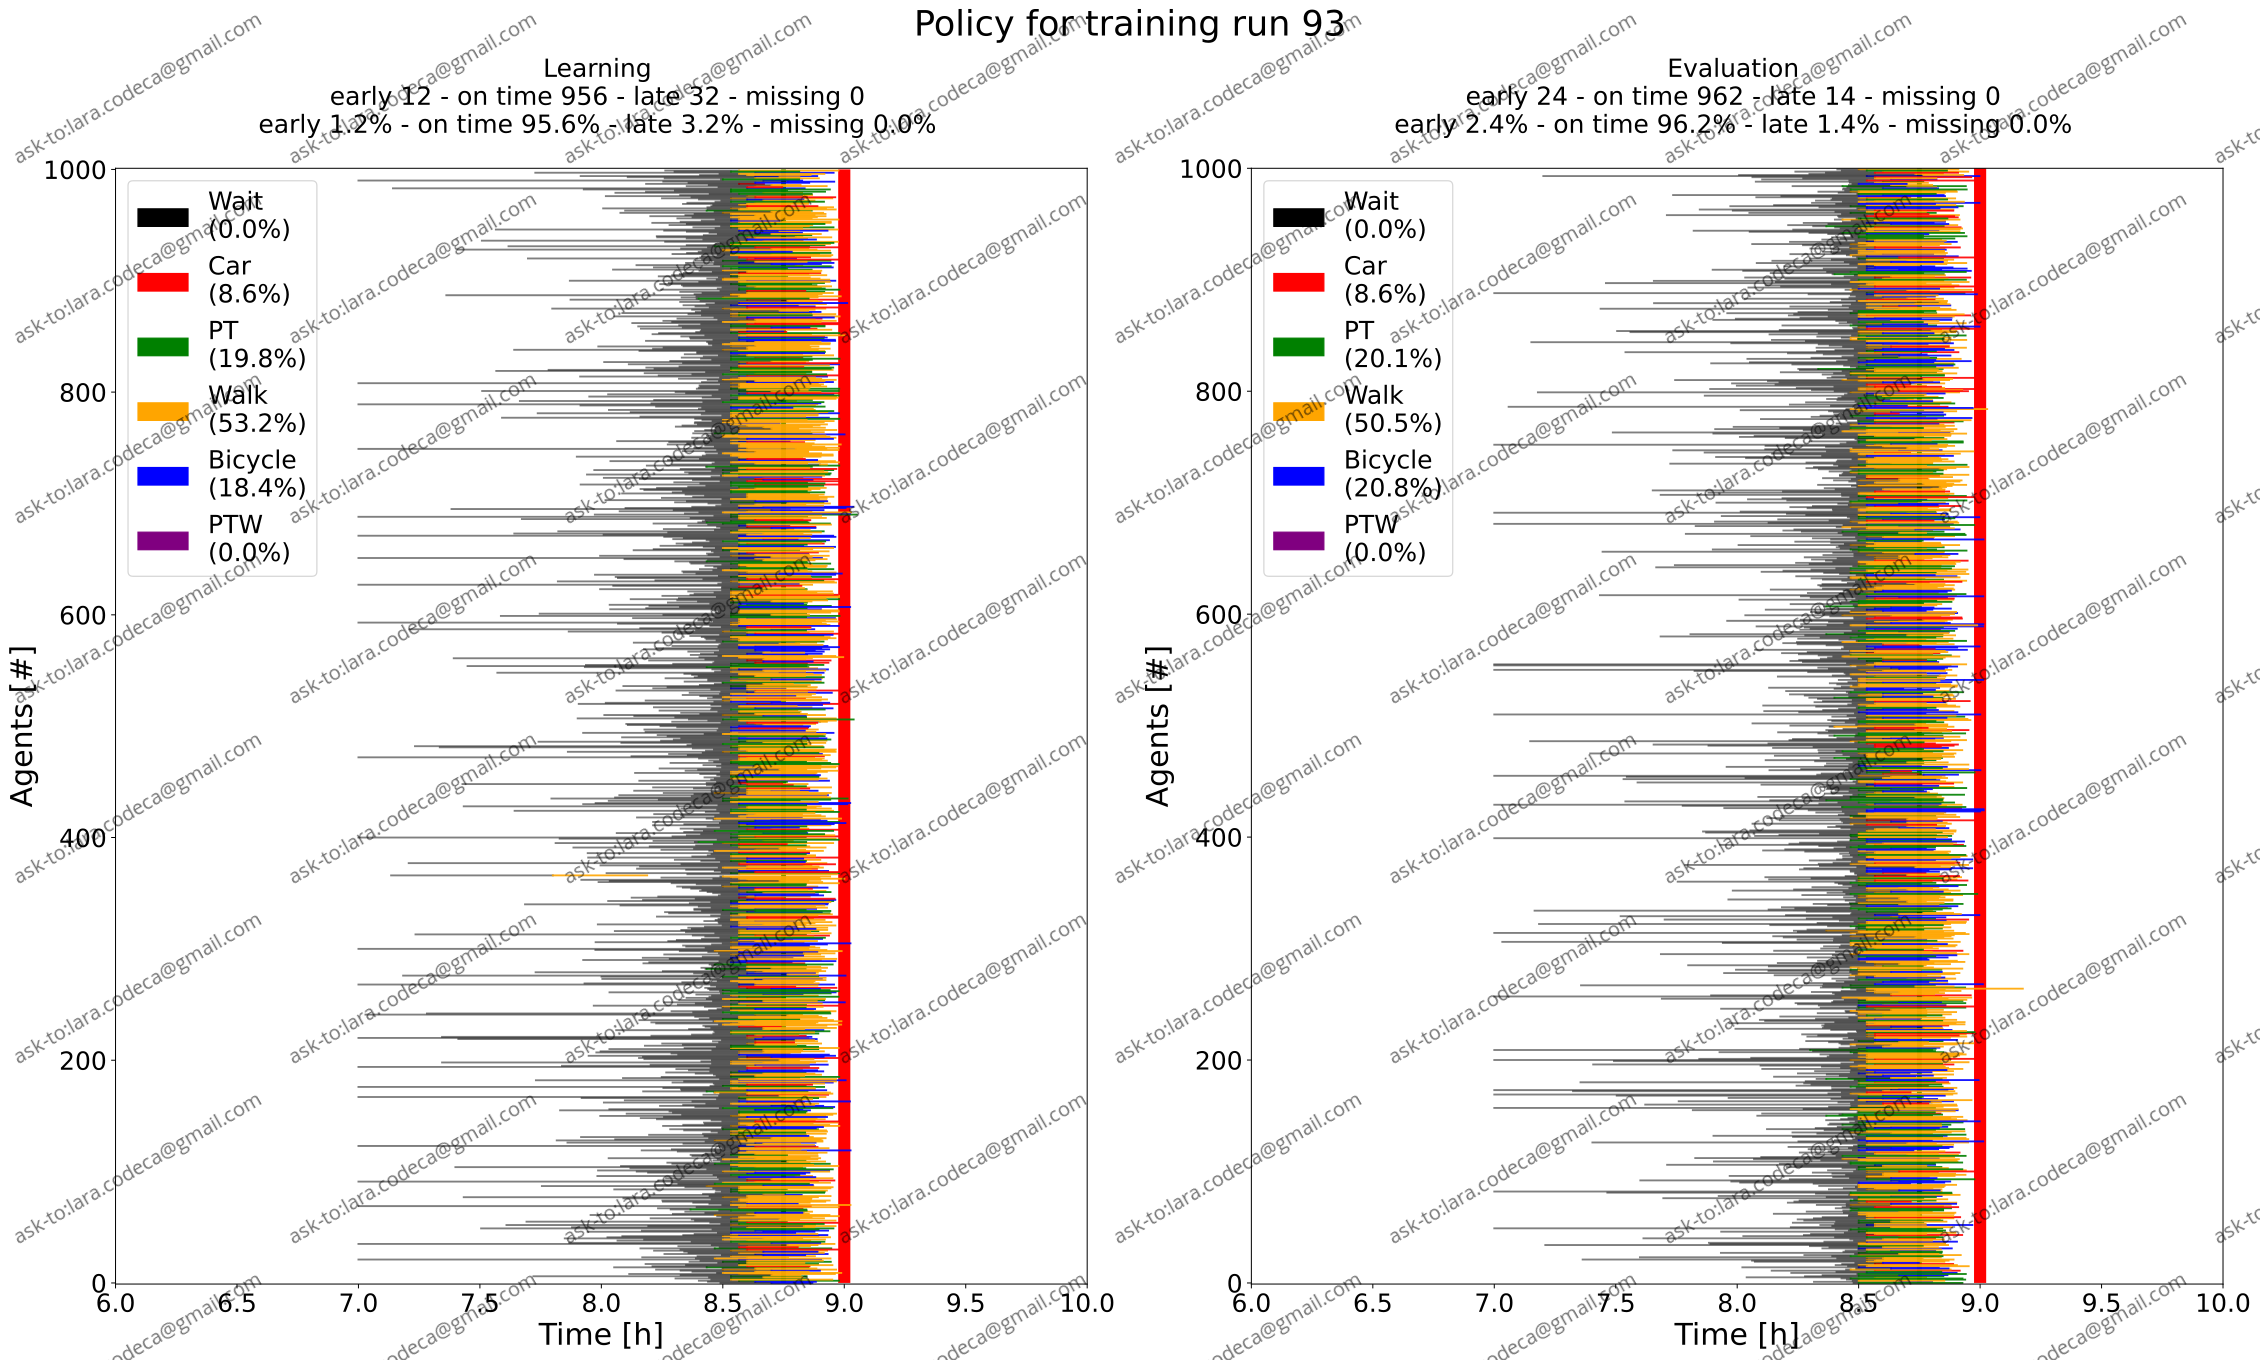 Policy for training run 93
Learning
early 12 - on time 956 - late 32 - missing 0
early 1.2% - on time 95.6% - late 3.2% - missing 0.0%
1000
800
600
400
200
0
Agents [#]
Wait
(0.0%)
Car
(8.6%)
PT
(19.8%)
Walk
(53.2%)
Bicycle
(18.4%)
PTW
(0.0%)
6.0 6.5 7.0 7.5 8.0 8.5 9.0 9.5 10.0
Time [h]
Evaluation
early 24 - on time 962 - late 14 - missing 0
early 2.4% - on time 96.2% - late 1.4% - missing 0.0%
1000
800
600
400
200
0
Agents [#]
Wait
(0.0%)
Car
(8.6%)
PT
(20.1%)
Walk
(50.5%)
Bicycle
(20.8%)
PTW
(0.0%)
6.0 6.5 7.0 7.5 8.0 8.5 9.0 9.5 10.0
Time [h]
ask-to:lara.codeca@gmail.com